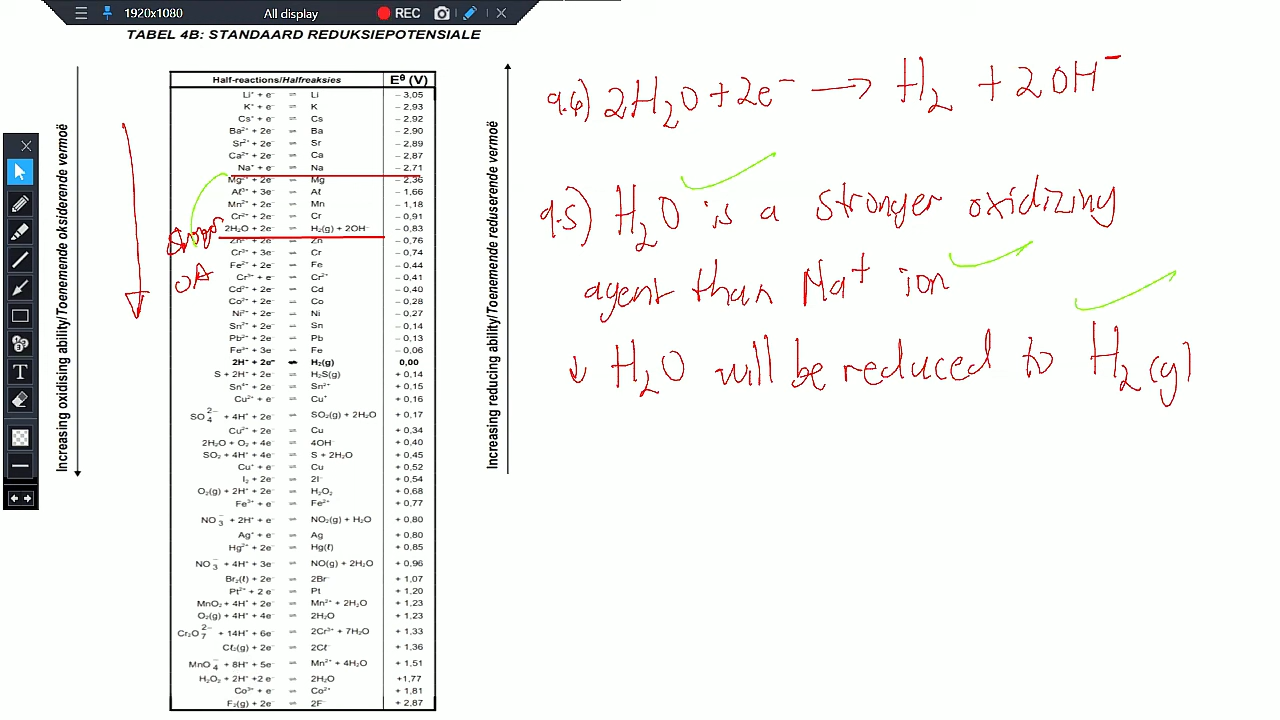 1920x1080 All display REC
TABEL 4B: STANDAARD REDUKSIEPOTENSIALE
Increasing oxidising ability/Toenemende oksiderende vermoë
Half-reactions/Halfreaksies Eᶿ (V)
Li⁺ + e⁻ ⇌ Li − 3,05
K⁺ + e⁻ ⇌ K − 2,93
Cs⁺ + e⁻ ⇌ Cs − 2,92
Ba²⁺ + 2e⁻ ⇌ Ba − 2,90
Sr²⁺ + 2e⁻ ⇌ Sr − 2,89
Ca²⁺ + 2e⁻ ⇌ Ca − 2,87
Na⁺ + e⁻ ⇌ Na − 2,71
Mg²⁺ + 2e⁻ ⇌ Mg − 2,36
Aℓ³⁺ + 3e⁻ ⇌ Aℓ − 1,66
Mn²⁺ + 2e⁻ ⇌ Mn − 1,18
Cr²⁺ + 2e⁻ ⇌ Cr − 0,91
2H₂O + 2e⁻ ⇌ H₂(g) + 2OH⁻ − 0,83
Zn²⁺ + 2e⁻ ⇌ Zn − 0,76
Cr³⁺ + 3e⁻ ⇌ Cr − 0,74
Fe²⁺ + 2e⁻ ⇌ Fe − 0,44
Cr³⁺ + e⁻ ⇌ Cr²⁺ − 0,41
Cd²⁺ + 2e⁻ ⇌ Cd − 0,40
Co²⁺ + 2e⁻ ⇌ Co − 0,28
Ni²⁺ + 2e⁻ ⇌ Ni − 0,27
Sn²⁺ + 2e⁻ ⇌ Sn − 0,14
Pb²⁺ + 2e⁻ ⇌ Pb − 0,13
Fe³⁺ + 3e⁻ ⇌ Fe − 0,06
2H⁺ + 2e⁻ ⇌ H₂(g) 0,00
S + 2H⁺ + 2e⁻ ⇌ H₂S(g) + 0,14
Sn⁴⁺ + 2e⁻ ⇌ Sn²⁺ + 0,15
Cu²⁺ + e⁻ ⇌ Cu⁺ + 0,16
SO₄²⁻ + 4H⁺ + 2e⁻ ⇌ SO₂(g) + 2H₂O + 0,17
Cu²⁺ + 2e⁻ ⇌ Cu + 0,34
2H₂O + O₂ + 4e⁻ ⇌ 4OH⁻ + 0,40
SO₂ + 4H⁺ + 4e⁻ ⇌ S + 2H₂O + 0,45
Cu⁺ + e⁻ ⇌ Cu + 0,52
I₂ + 2e⁻ ⇌ 2I⁻ + 0,54
O₂(g) + 2H⁺ + 2e⁻ ⇌ H₂O₂ + 0,68
Fe³⁺ + e⁻ ⇌ Fe²⁺ + 0,77
NO₃⁻ + 2H⁺ + e⁻ ⇌ NO₂(g) + H₂O + 0,80
Ag⁺ + e⁻ ⇌ Ag + 0,80
Hg²⁺ + 2e⁻ ⇌ Hg(ℓ) + 0,85
NO₃⁻ + 4H⁺ + 3e⁻ ⇌ NO(g) + 2H₂O + 0,96
Br₂(ℓ) + 2e⁻ ⇌ 2Br⁻ + 1,07
Pt²⁺ + 2 e⁻ ⇌ Pt + 1,20
MnO₂ + 4H⁺ + 2e⁻ ⇌ Mn²⁺ + 2H₂O + 1,23
O₂(g) + 4H⁺ + 4e⁻ ⇌ 2H₂O + 1,23
Cr₂O₇²⁻ + 14H⁺ + 6e⁻ ⇌ 2Cr³⁺ + 7H₂O + 1,33
Cℓ₂(g) + 2e⁻ ⇌ 2Cℓ⁻ + 1,36
MnO₄⁻ + 8H⁺ + 5e⁻ ⇌ Mn²⁺ + 4H₂O + 1,51
H₂O₂ + 2H⁺ +2 e⁻ ⇌ 2H₂O +1,77
Co³⁺ + e⁻ ⇌ Co²⁺ + 1,81
F₂(g) + 2e⁻ ⇌ 2F⁻ + 2,87
OA
Increasing reducing ability/Toenemende reduserende vermoë
9.4) 2H₂O + 2e⁻ → H₂ + 2OH⁻
9.5) H₂O is a stronger oxidizing
agent than Na⁺ ion
↓ H₂O will be reduced to H₂(g)